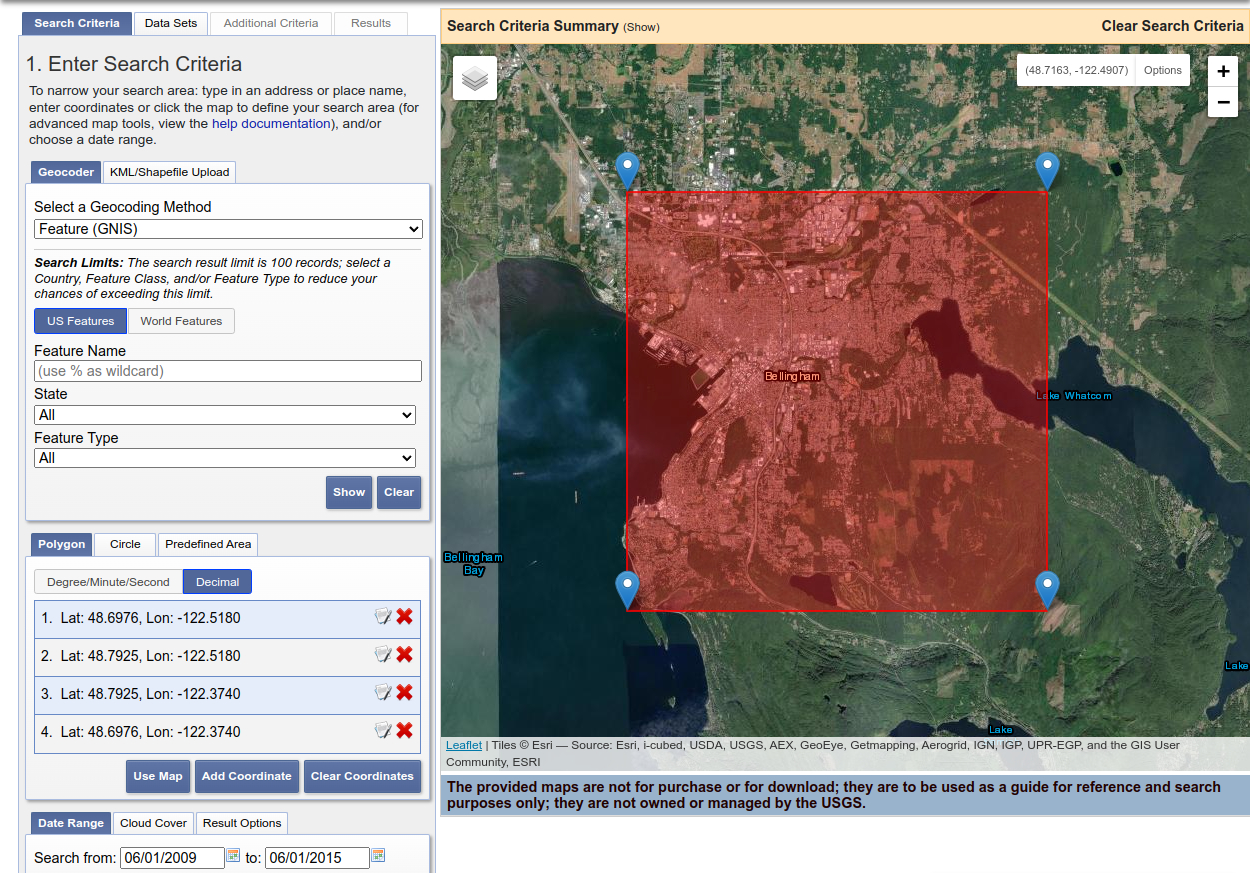 Search Criteria
Data Sets
Additional Criteria
Results
1. Enter Search Criteria
To narrow your search area: type in an address or place name,
enter coordinates or click the map to define your search area (for
advanced map tools, view the help documentation), and/or
choose a date range.
Geocoder
KML/Shapefile Upload
Select a Geocoding Method
Feature (GNIS)
Search Limits: The search result limit is 100 records; select a
Country, Feature Class, and/or Feature Type to reduce your
chances of exceeding this limit.
US Features
World Features
Feature Name
(use % as wildcard)
State
All
Feature Type
All
Show
Clear
Polygon
Circle
Predefined Area
Degree/Minute/Second
Decimal
1. Lat: 48.6976, Lon: -122.5180
2. Lat: 48.7925, Lon: -122.5180
3. Lat: 48.7925, Lon: -122.3740
4. Lat: 48.6976, Lon: -122.3740
Use Map
Add Coordinate
Clear Coordinates
Date Range
Cloud Cover
Result Options
Search from: 06/01/2009 to: 06/01/2015
Search Criteria Summary (Show)
Clear Search Criteria
(48.7163, -122.4907)
Options
+
−
Bellingham
Lake Whatcom
Bellingham
Bay
Lake
Lake
Leaflet | Tiles © Esri — Source: Esri, i-cubed, USDA, USGS, AEX, GeoEye, Getmapping, Aerogrid, IGN, IGP, UPR-EGP, and the GIS User
Community, ESRI
The provided maps are not for purchase or for download; they are to be used as a guide for reference and search
purposes only; they are not owned or managed by the USGS.